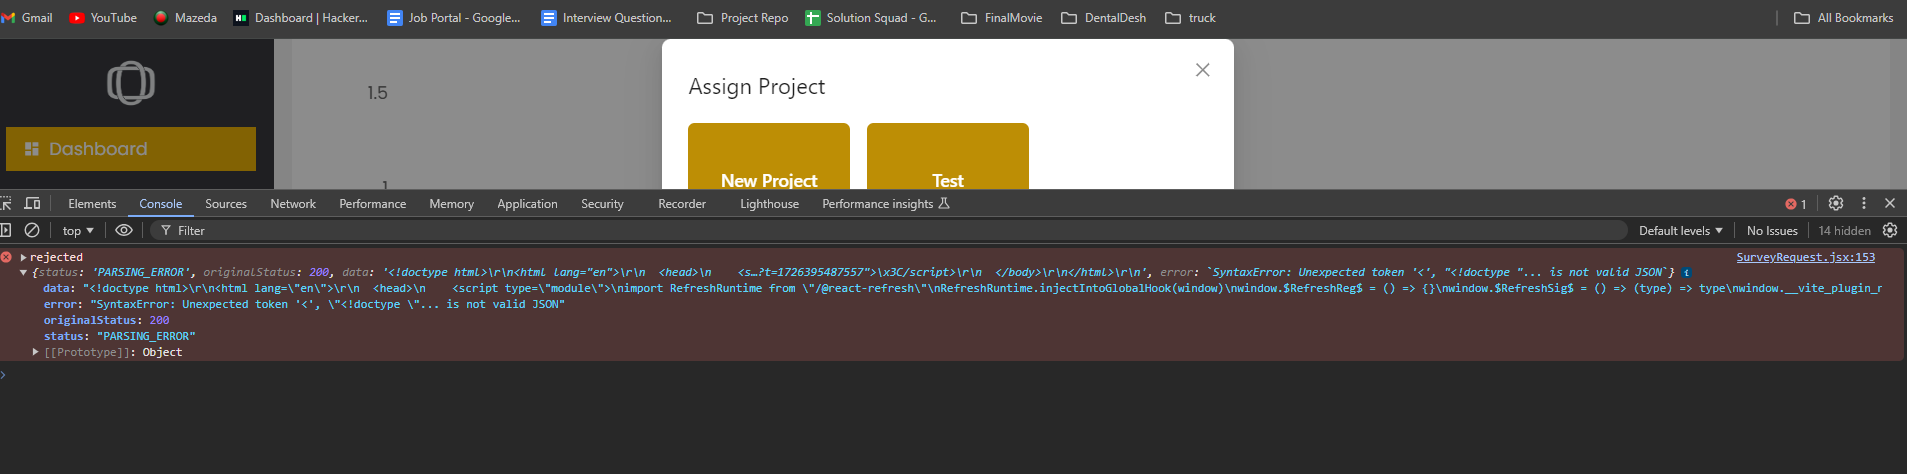 Gmail YouTube Mazeda Dashboard | Hacker... Job Portal - Google... Interview Question... Project Repo Solution Squad - G... FinalMovie DentalDesh truck All Bookmarks
Assign Project
1.5
Dashboard
1
New Project Test
Elements Console Sources Network Performance Memory Application Security Recorder Lighthouse Performance insights 1
top Filter Default levels No Issues 14 hidden
rejected SurveyRequest.jsx:153
{status: 'PARSING_ERROR', originalStatus: 200, data: '<!doctype html>\r\n<html lang="en">\r\n  <head>\n    <s…?t=1726395487557">\x3C/script>\r\n  </body>\r\n</html>\r\n', error: `SyntaxError: Unexpected token '<', "<!doctype "... is not valid JSON`} i
data: "<!doctype html>\r\n<html lang=\"en\">\r\n  <head>\n    <script type=\"module\">\nimport RefreshRuntime from \"/@react-refresh\"\nRefreshRuntime.injectIntoGlobalHook(window)\nwindow.$RefreshReg$ = () => {}\nwindow.$RefreshSig$ = () => (type) => type\nwindow.__vite_plugin_r
error: "SyntaxError: Unexpected token '<', \"<!doctype \"... is not valid JSON"
originalStatus: 200
status: "PARSING_ERROR"
[[Prototype]]: Object